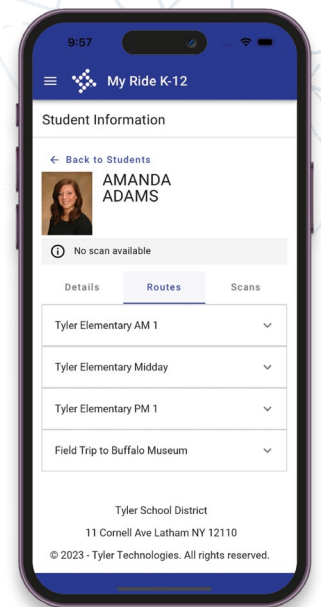 9:57
My Ride K-12
Student Information
← Back to Students
AMANDA
ADAMS
No scan available
Details Routes Scans
Tyler Elementary AM 1
Tyler Elementary Midday
Tyler Elementary PM 1
Field Trip to Buffalo Museum
Tyler School District
11 Cornell Ave Latham NY 12110
© 2023 - Tyler Technologies. All rights reserved.